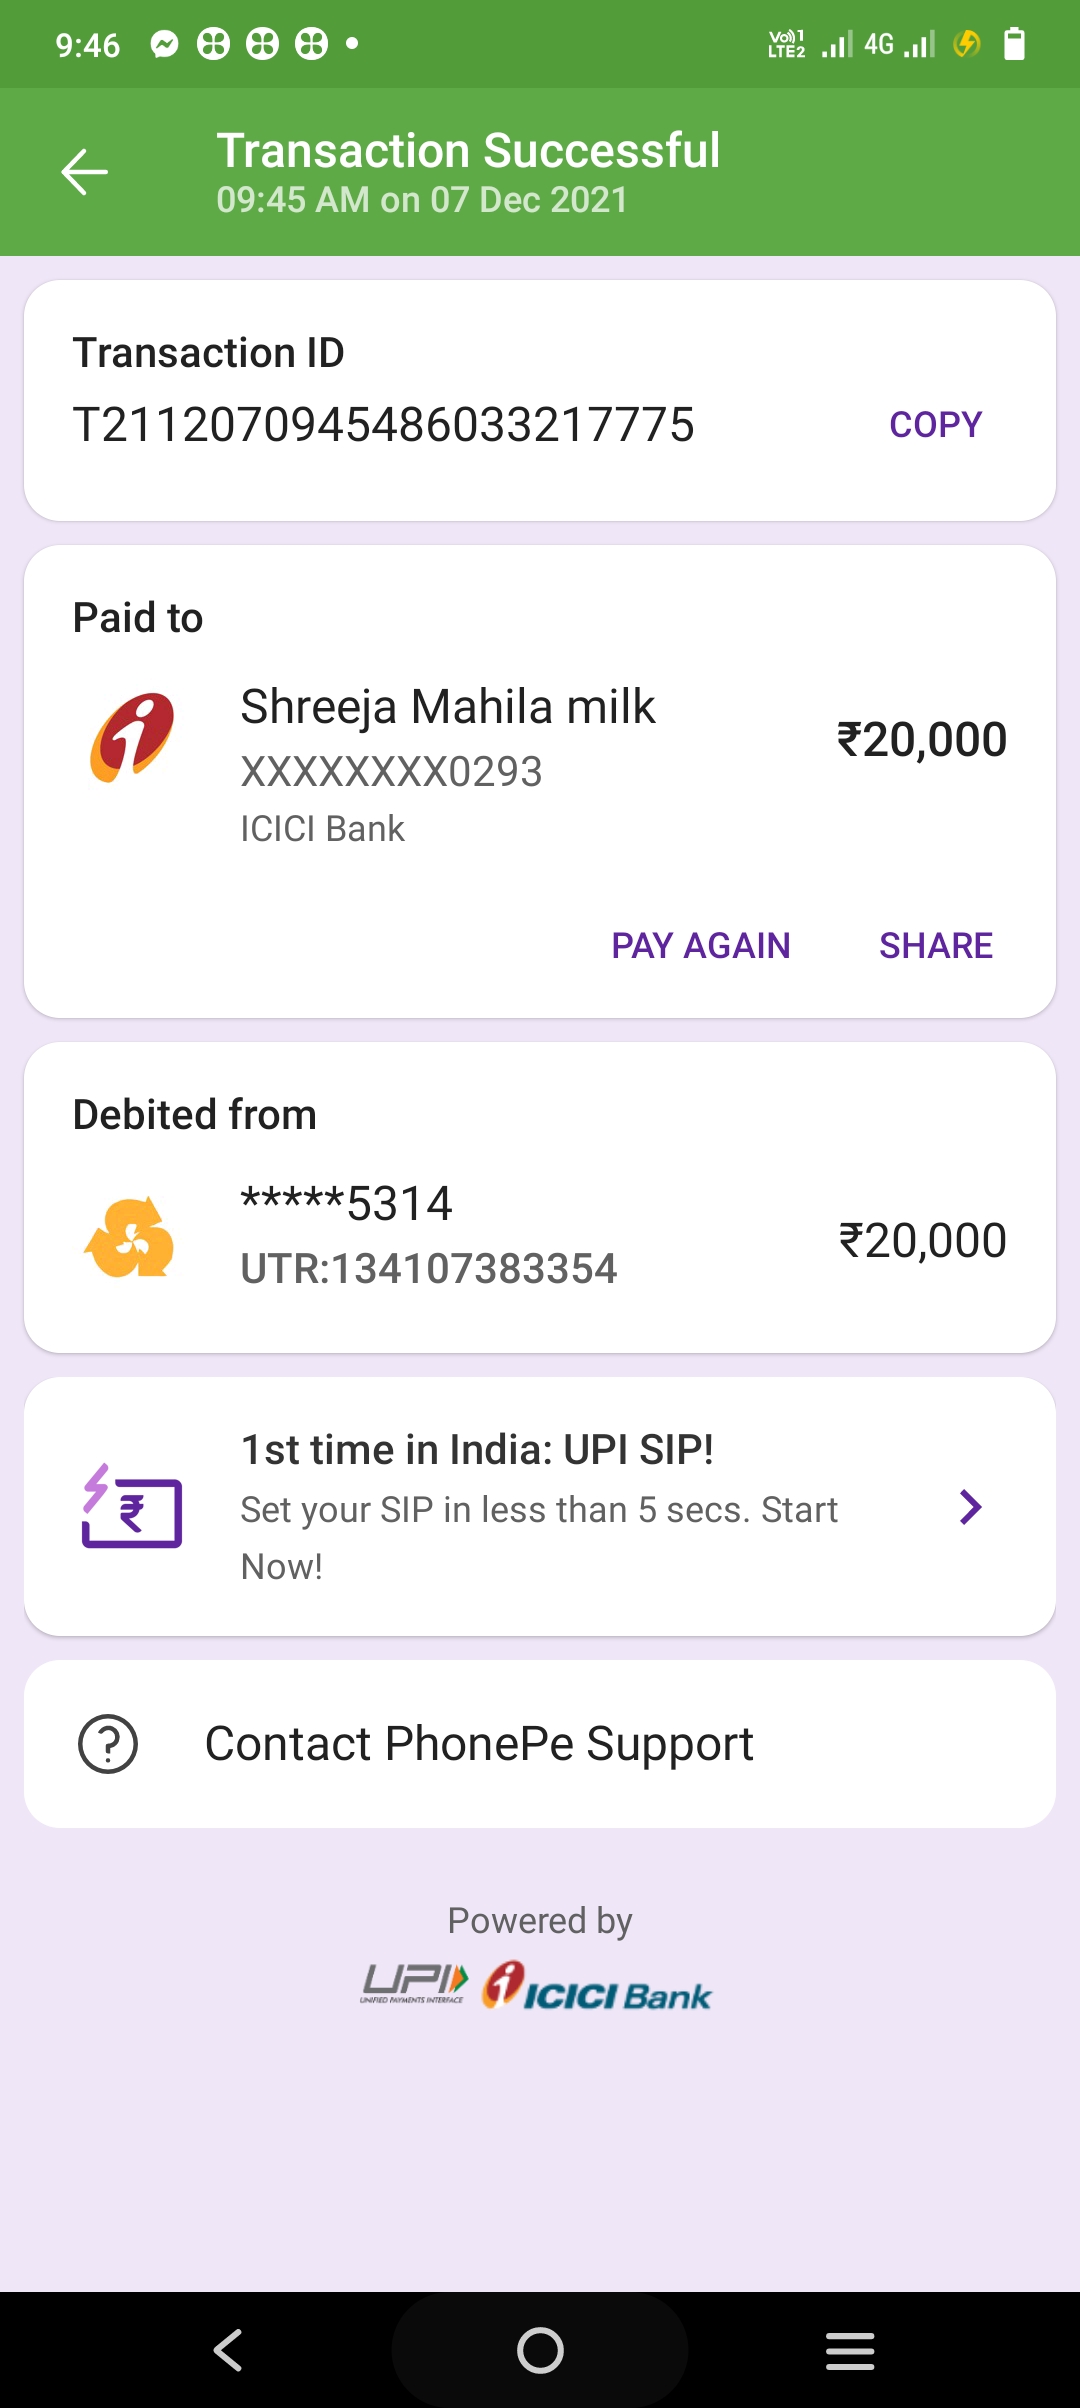 9:46
Vo))1 LTE2 4G
Transaction Successful
09:45 AM on 07 Dec 2021
Transaction ID
T2112070945486033217775 COPY
Paid to
Shreeja Mahila milk
₹20,000
XXXXXXXX0293
ICICI Bank
PAY AGAIN SHARE
Debited from
*****5314
₹20,000
UTR:134107383354
1st time in India: UPI SIP!
Set your SIP in less than 5 secs. Start
Now!
Contact PhonePe Support
Powered by
UPI ICICI Bank
UNIFIED PAYMENTS INTERFACE